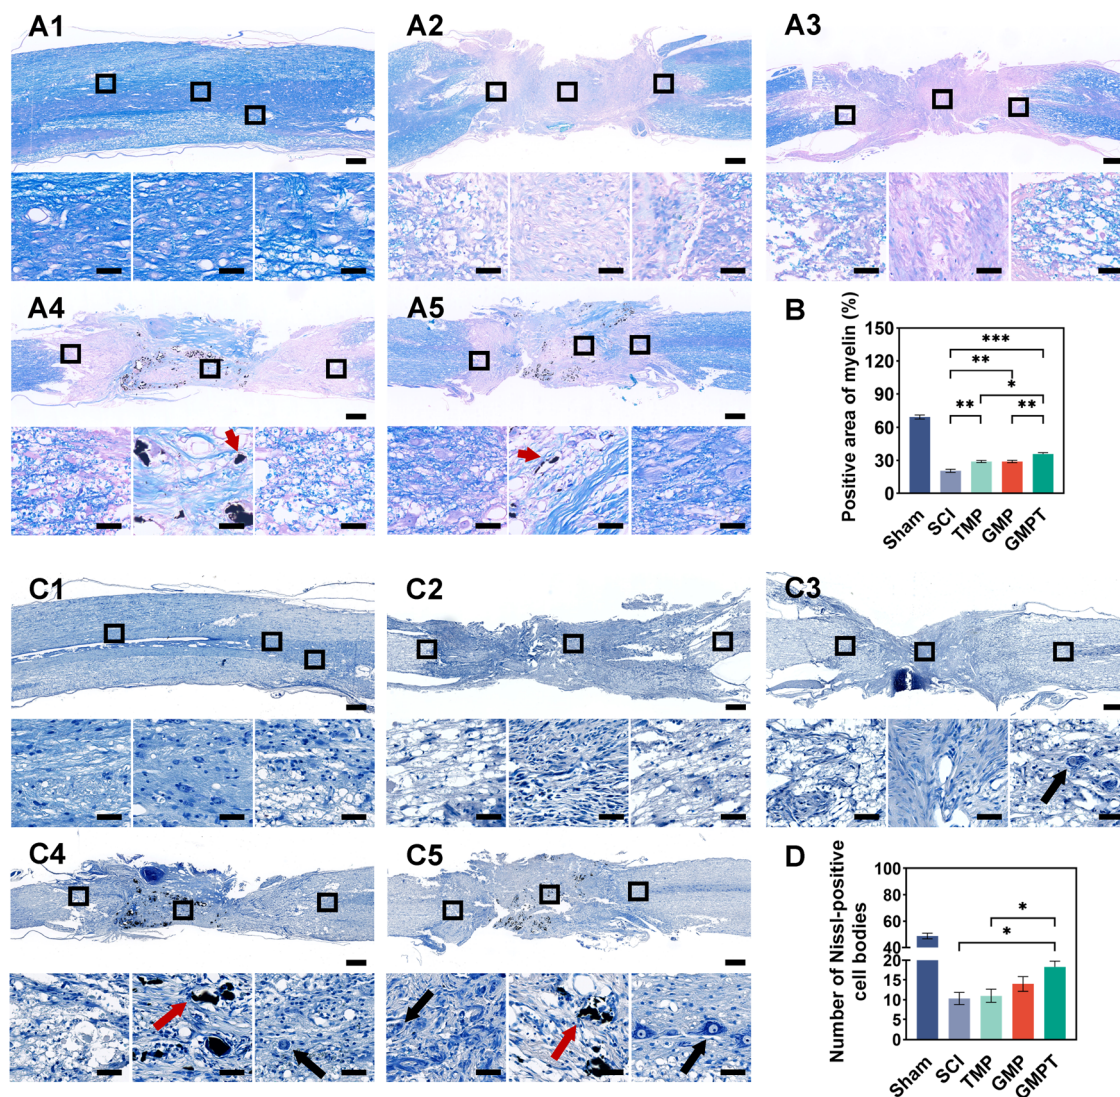 A1
A2
A3
A4
A5
B
Positive area of myelin (%)
150
120
90
60
30
0
***
**
*
**
**
Sham
SCI
TMP
GMP
GMPT
C1
C2
C3
C4
C5
D
Number of Nissl-positive
cell bodies
100
80
60
40
20
15
10
5
0
*
*
Sham
SCI
TMP
GMP
GMPT